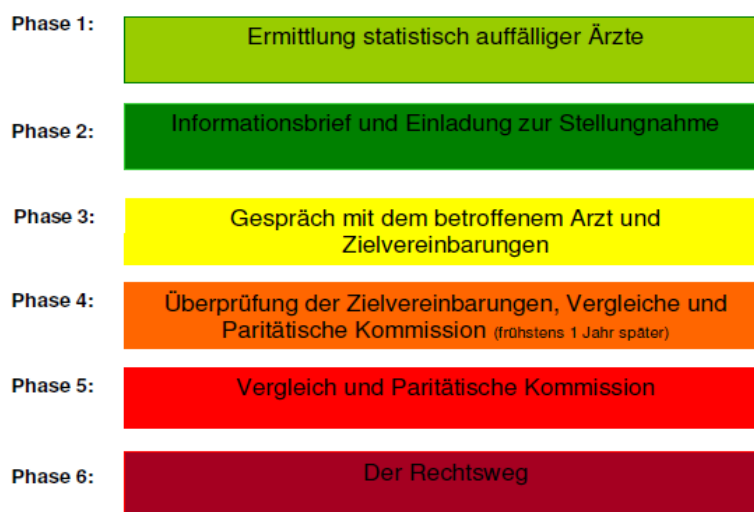 Phase 1:
Ermittlung statistisch auffälliger Ärzte
Phase 2:
Informationsbrief und Einladung zur Stellungnahme
Phase 3:
Gespräch mit dem betroffenem Arzt und
Zielvereinbarungen
Phase 4:
Überprüfung der Zielvereinbarungen, Vergleiche und
Paritätische Kommission (frühstens 1 Jahr später)
Phase 5:
Vergleich und Paritätische Kommission
Phase 6:
Der Rechtsweg